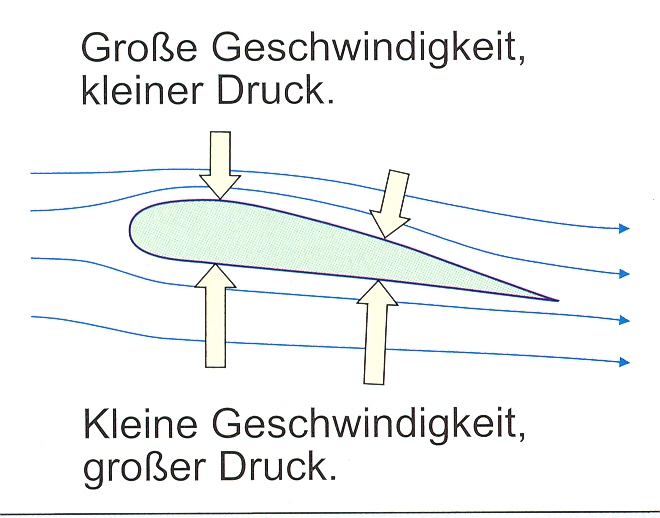 Große Geschwindigkeit,
kleiner Druck.
Kleine Geschwindigkeit,
großer Druck.